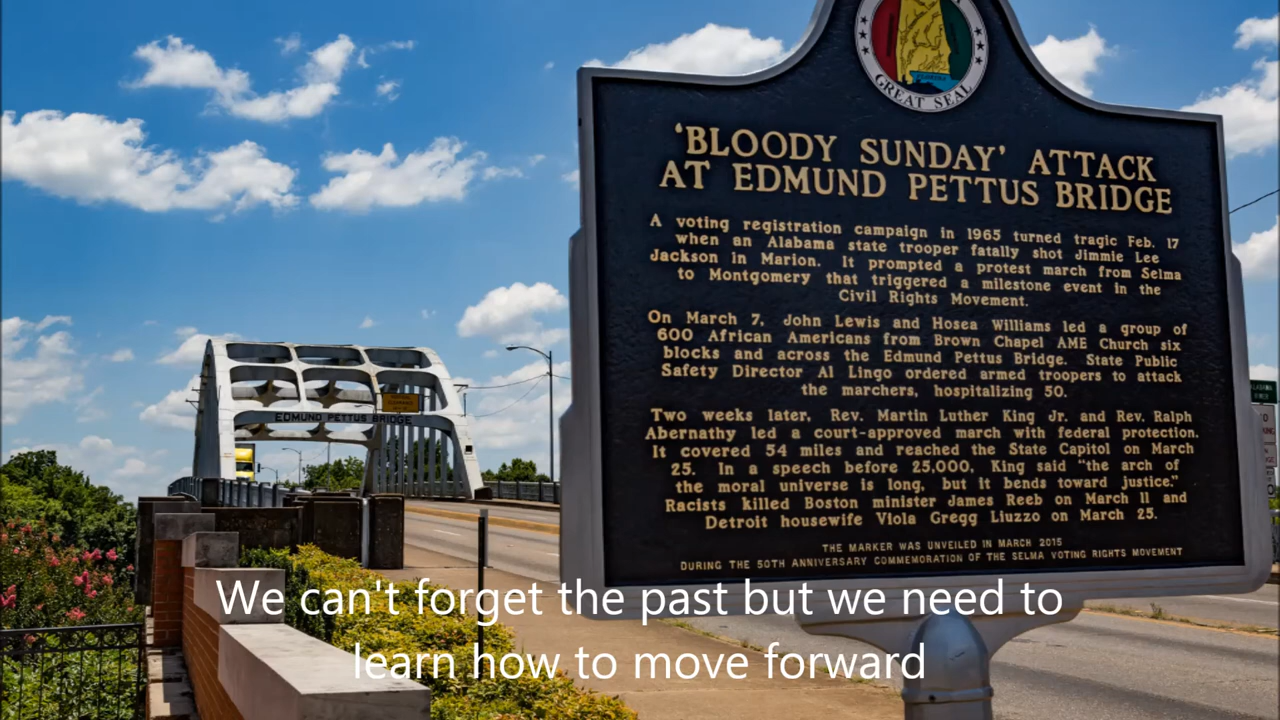 GREAT SEAL
'BLOODY SUNDAY' ATTACK
AT EDMUND PETTUS BRIDGE
A voting registration campaign in 1965 turned tragic Feb. 17
when an Alabama state trooper fatally shot Jimmie Lee
Jackson in Marion. It prompted a protest march from Selma
to Montgomery that triggered a milestone event in the
Civil Rights Movement.
On March 7, John Lewis and Hosea Williams led a group of
600 African Americans from Brown Chapel AME Church six
blocks and across the Edmund Pettus Bridge. State Public
Safety Director Al Lingo ordered armed troopers to attack
the marchers, hospitalizing 50.
Two weeks later, Rev. Martin Luther King Jr. and Rev. Ralph
Abernathy led a court-approved march with federal protection.
It covered 54 miles and reached the State Capitol on March
25. In a speech before 25,000, King said "the arc of
the moral universe is long, but it bends toward justice."
Racists killed Boston minister James Reeb on March 11 and
Detroit housewife Viola Gregg Liuzzo on March 25.
THE MARKER WAS UNVEILED IN MARCH 2015
DURING THE 50TH ANNIVERSARY COMMEMORATION OF THE SELMA VOTING RIGHTS MOVEMENT
EDMUND PETTUS BRIDGE
We can't forget the past but we need to
learn how to move forward